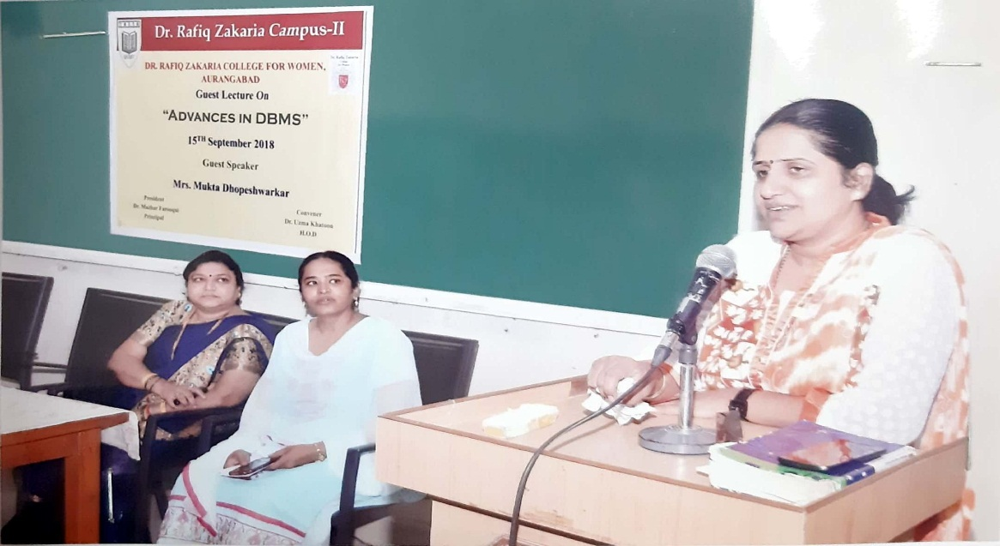 Dr. Rafiq Zakaria Campus-II
DR. RAFIQ ZAKARIA COLLEGE FOR WOMEN,
AURANGABAD
Guest Lecture On
“ADVANCES IN DBMS”
15TH September 2018
Guest Speaker
Mrs. Mukta Dhopeshwarkar
President
Dr. Mazhar Farooqui
Principal
Convener
Dr. Uzma Khatoon
H.O.D